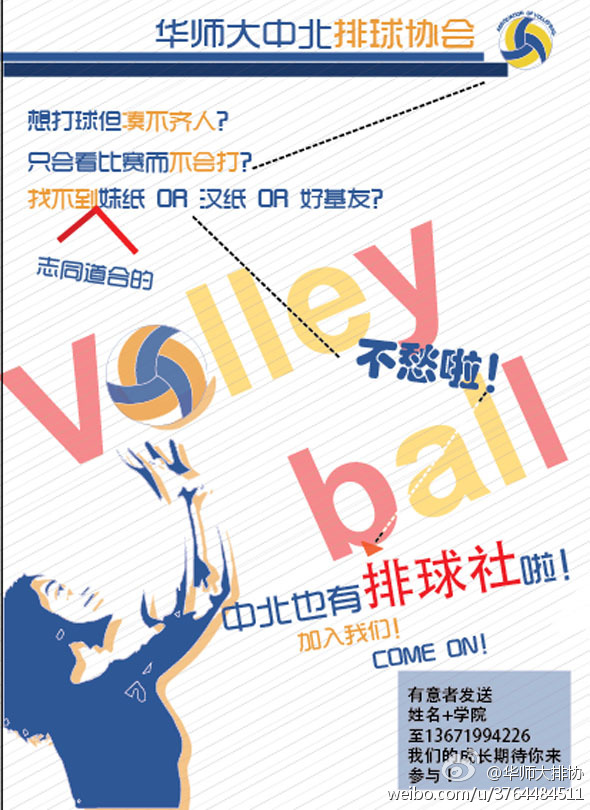 华师大中北排球协会
ASSOCIATION OF VOLLEYBALL
想打球但凑不齐人?
只会看比赛而不会打?
找不到妹纸 OR 汉纸 OR 好基友?
志同道合的
Volley
不愁啦!
ball
中北也有排球社啦!
加入我们!
COME ON!
有意者发送
姓名+学院
至13671994226
我们的成长期待你来
参与!
@华师大排协
weibo.com/u/3764484511